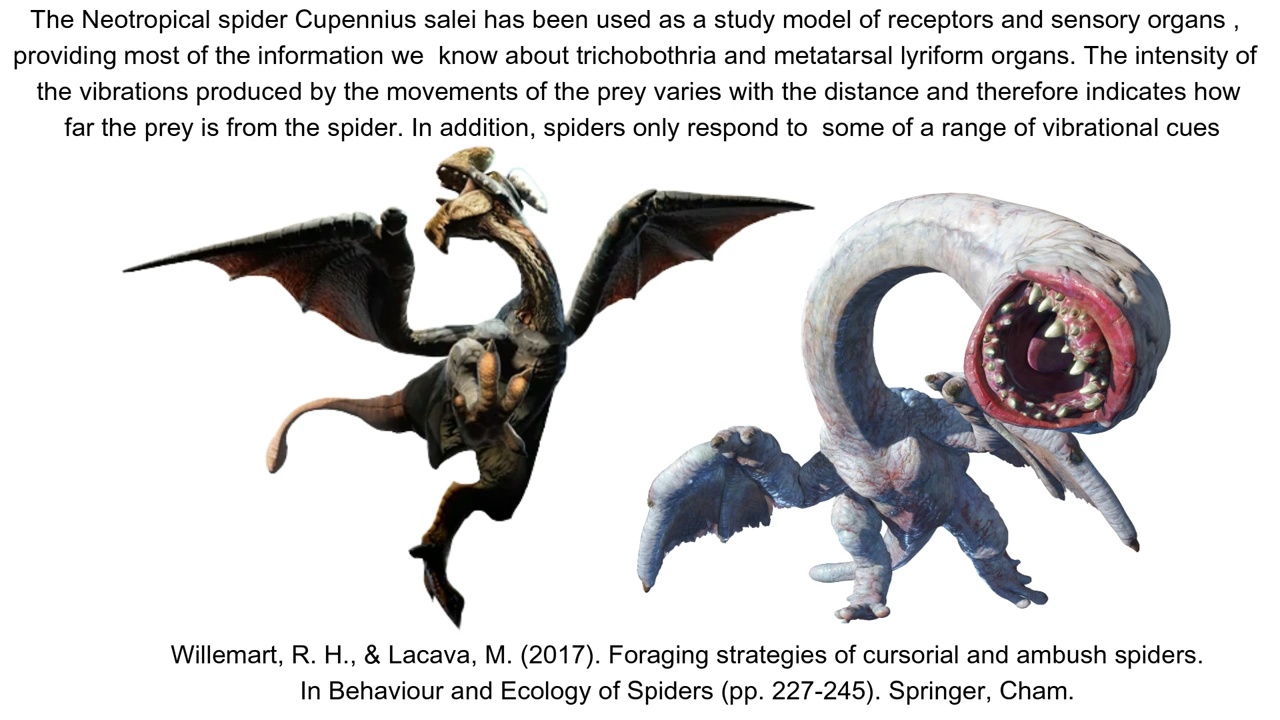 The Neotropical spider Cupennius salei has been used as a study model of receptors and sensory organs ,
providing most of the information we  know about trichobothria and metatarsal lyriform organs. The intensity of
the vibrations produced by the movements of the prey varies with the distance and therefore indicates how
far the prey is from the spider. In addition, spiders only respond to  some of a range of vibrational cues
Willemart, R. H., & Lacava, M. (2017). Foraging strategies of cursorial and ambush spiders.
In Behaviour and Ecology of Spiders (pp. 227-245). Springer, Cham.